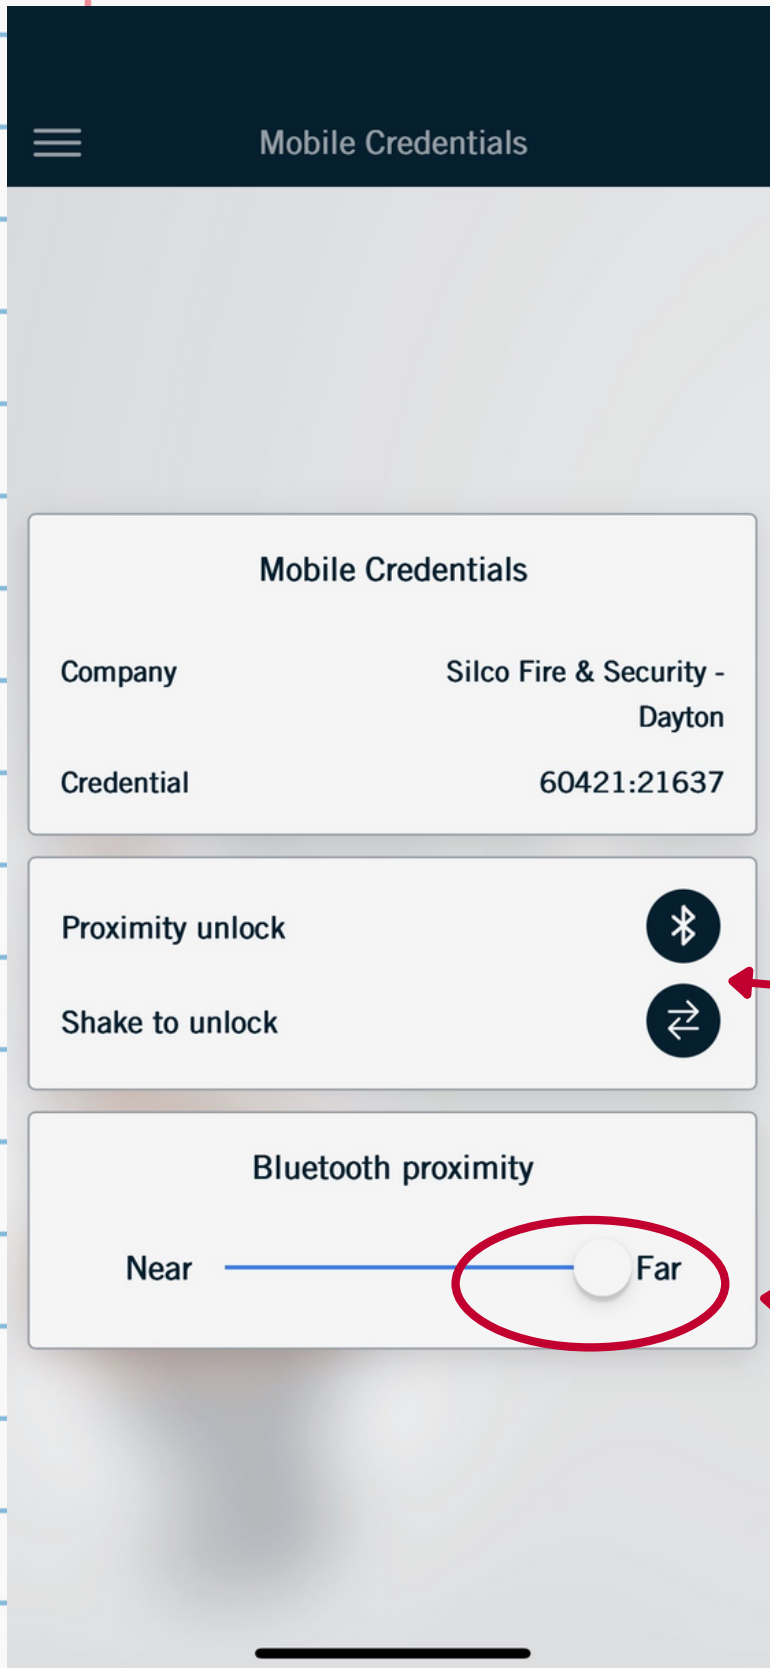 Mobile Credentials
Mobile Credentials
Company Silco Fire & Security -
Dayton
Credential 60421:21637
Proximity unlock
Shake to unlock
Bluetooth proximity
Near Far